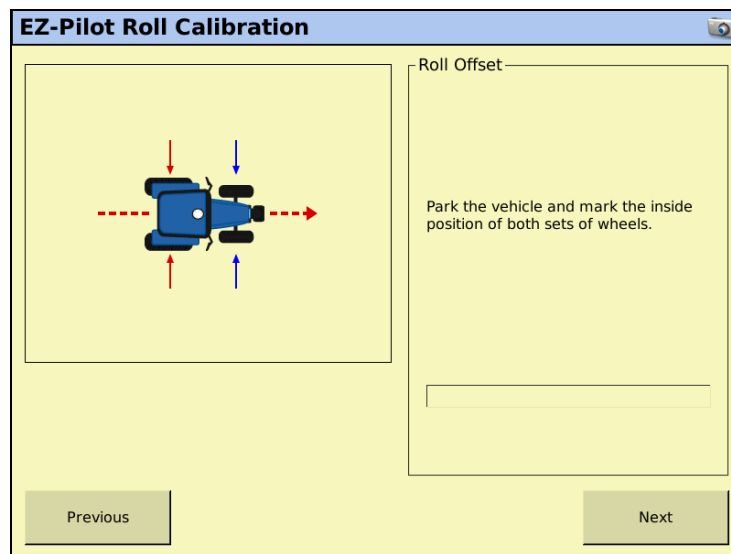 EZ-Pilot Roll Calibration
Roll Offset
Park the vehicle and mark the inside
position of both sets of wheels.
Previous
Next